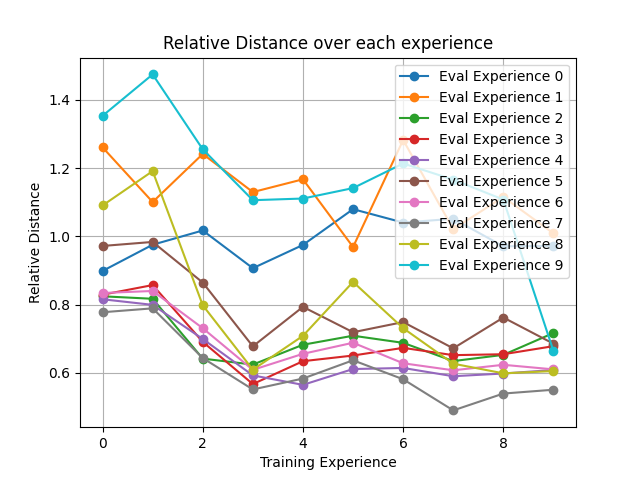 Relative Distance over each experience
Relative Distance
1.4
1.2
1.0
0.8
0.6
Eval Experience 0
Eval Experience 1
Eval Experience 2
Eval Experience 3
Eval Experience 4
Eval Experience 5
Eval Experience 6
Eval Experience 7
Eval Experience 8
Eval Experience 9
0 2 4 6 8
Training Experience